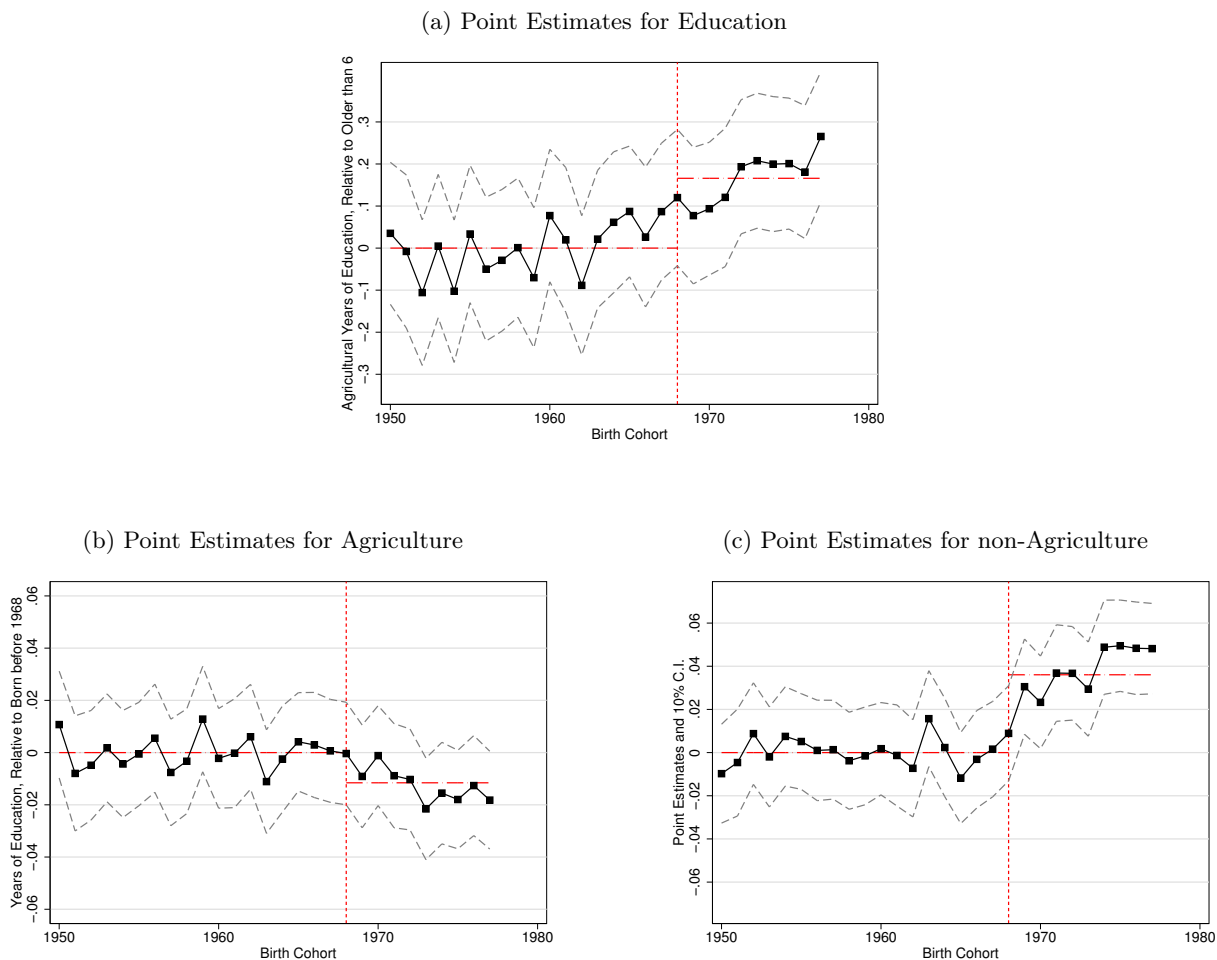 (a) Point Estimates for Education
Agricultural Years of Education, Relative to Older than 6
.3
.2
.1
0
-.1
-.2
-.3
1950 1960 1970 1980
Birth Cohort
(b) Point Estimates for Agriculture
Years of Education, Relative to Born before 1968
.06
.04
.02
0
-.02
-.04
-.06
1950 1960 1970 1980
Birth Cohort
(c) Point Estimates for non-Agriculture
Point Estimates and 10% C.I.
.06
.04
.02
0
-.02
-.04
-.06
1950 1960 1970 1980
Birth Cohort